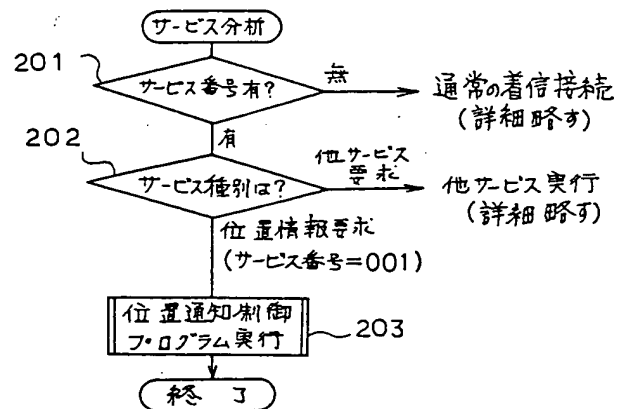 サービス分析
201
サービス番号有?
無
通常の着信接続
(詳細略す)
有
202
サービス種別は?
他サービス
要求
他サービス実行
(詳細略す)
位置情報要求
(サービス番号=001)
位置通知制御
プログラム実行
203
終了